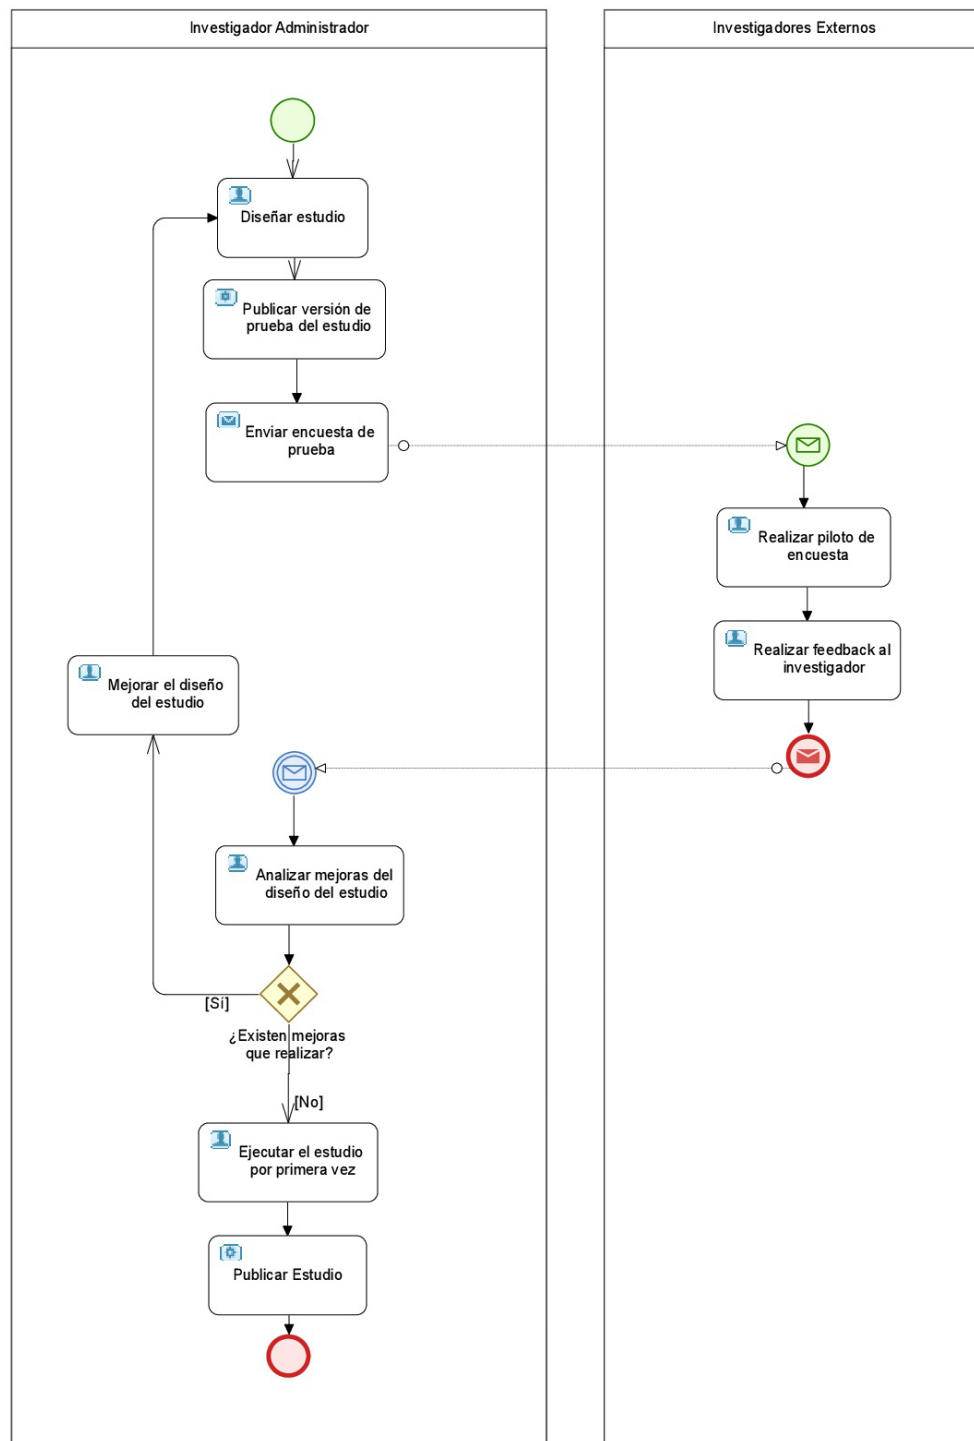 Investigador Administrador
Investigadores Externos
Diseñar estudio
Publicar versión de
prueba del estudio
Enviar encuesta de
prueba
Realizar piloto de
encuesta
Realizar feedback al
investigador
Mejorar el diseño
del estudio
Analizar mejoras del
diseño del estudio
[Sí]
¿Existen mejoras
que realizar?
[No]
Ejecutar el estudio
por primera vez
Publicar Estudio